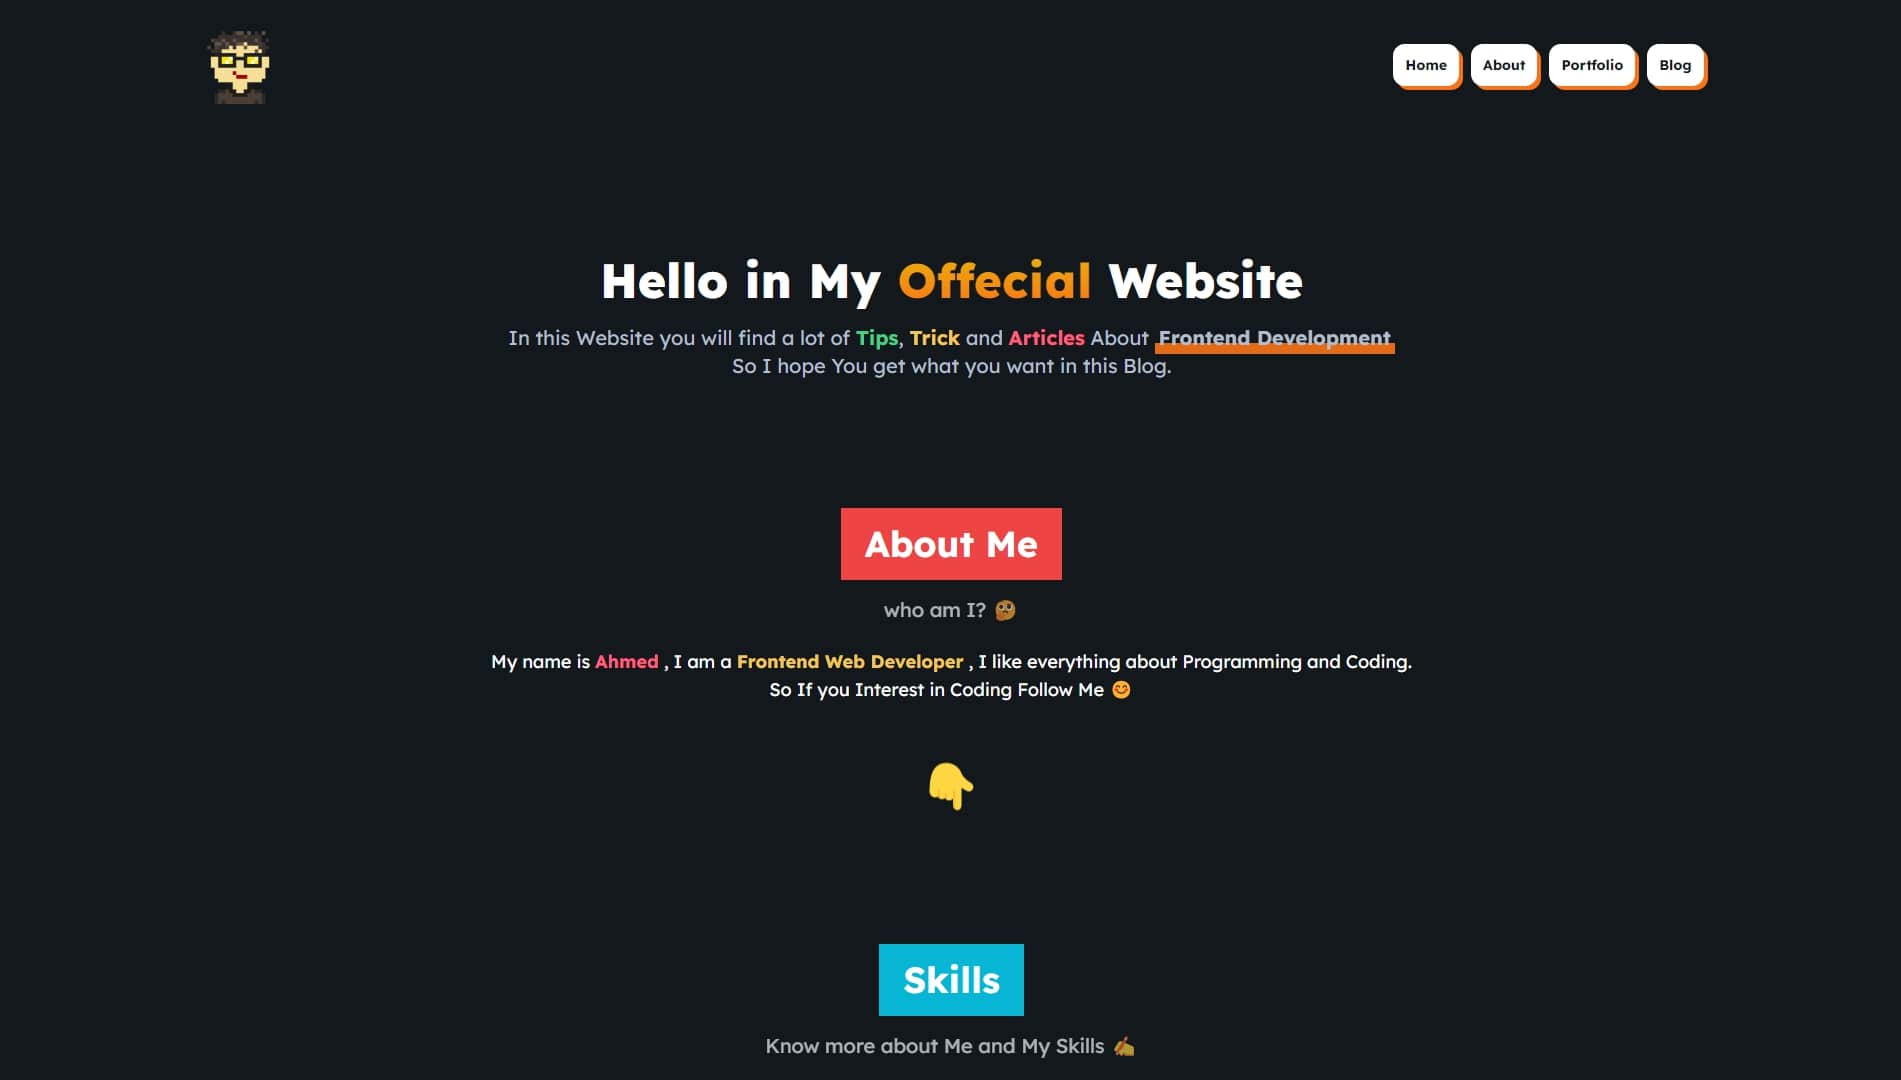 Home
About
Portfolio
Blog
Hello in My Offecial Website
In this Website you will find a lot of Tips, Trick and Articles About Frontend Development
So I hope You get what you want in this Blog.
About Me
who am I? 🧐
My name is Ahmed , I am a Frontend Web Developer , I like everything about Programming and Coding.
So If you Interest in Coding Follow Me 😊
👇
Skills
Know more about Me and My Skills ✍